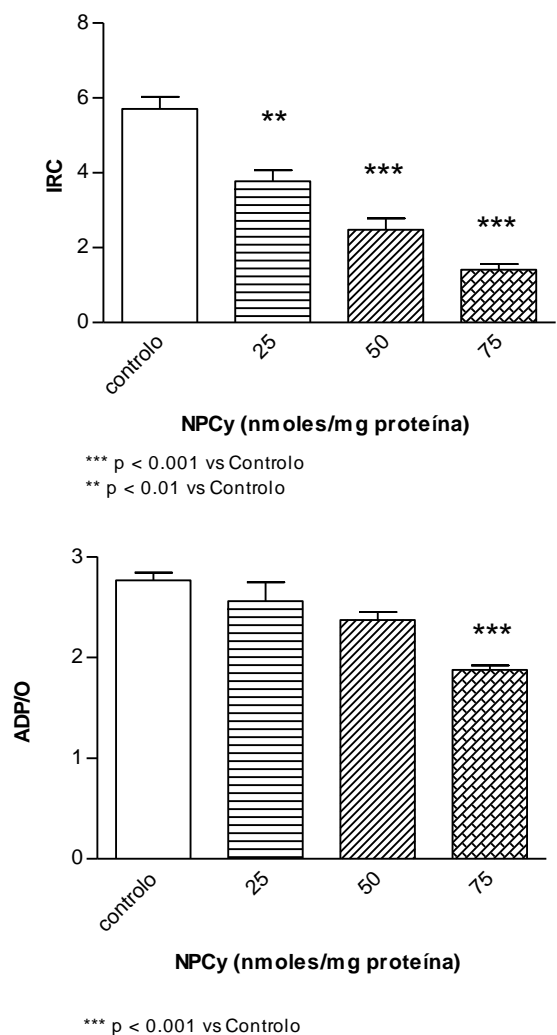 8
6
4
2
0
IRC
**
***
***
controlo
25
50
75
NPCy (nmoles/mg proteína)
*** p < 0.001 vs Controlo
** p < 0.01 vs Controlo
3
2
1
0
ADP/O
***
controlo
25
50
75
NPCy (nmoles/mg proteína)
*** p < 0.001 vs Controlo